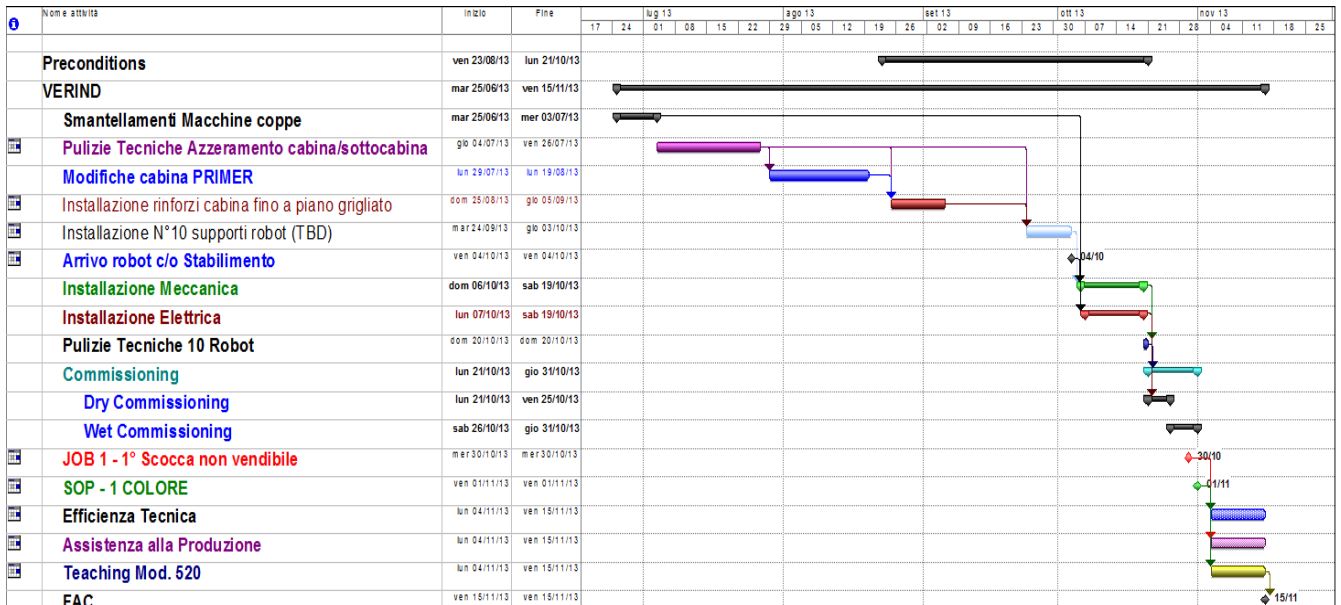 Nome attività Inizio Fine lug 13 ago 13 set 13 ott 13 nov 13
17 24 01 08 15 22 29 05 12 19 26 02 09 16 23 30 07 14 21 28 04 11 18 25
Preconditions ven 23/08/13 lun 21/10/13
VERIND mar 25/06/13 ven 15/11/13
Smantellamenti Macchine coppe mar 25/06/13 mer 03/07/13
Pulizie Tecniche Azzeramento cabina/sottocabina gio 04/07/13 ven 26/07/13
Modifiche cabina PRIMER lun 29/07/13 lun 19/08/13
Installazione rinforzi cabina fino a piano grigliato dom 25/08/13 gio 05/09/13
Installazione N°10 supporti robot (TBD) mar 24/09/13 gio 03/10/13
Arrivo robot c/o Stabilimento ven 04/10/13 ven 04/10/13 04/10
Installazione Meccanica dom 06/10/13 sab 19/10/13
Installazione Elettrica lun 07/10/13 sab 19/10/13
Pulizie Tecniche 10 Robot dom 20/10/13 dom 20/10/13
Commissioning lun 21/10/13 gio 31/10/13
Dry Commissioning lun 21/10/13 ven 25/10/13
Wet Commissioning sab 26/10/13 gio 31/10/13
JOB 1 - 1° Scocca non vendibile mer 30/10/13 mer 30/10/13 30/10
SOP - 1 COLORE ven 01/11/13 ven 01/11/13 01/11
Efficienza Tecnica lun 04/11/13 ven 15/11/13
Assistenza alla Produzione lun 04/11/13 ven 15/11/13
Teaching Mod. 520 lun 04/11/13 ven 15/11/13
FAC ven 15/11/13 ven 15/11/13 15/11